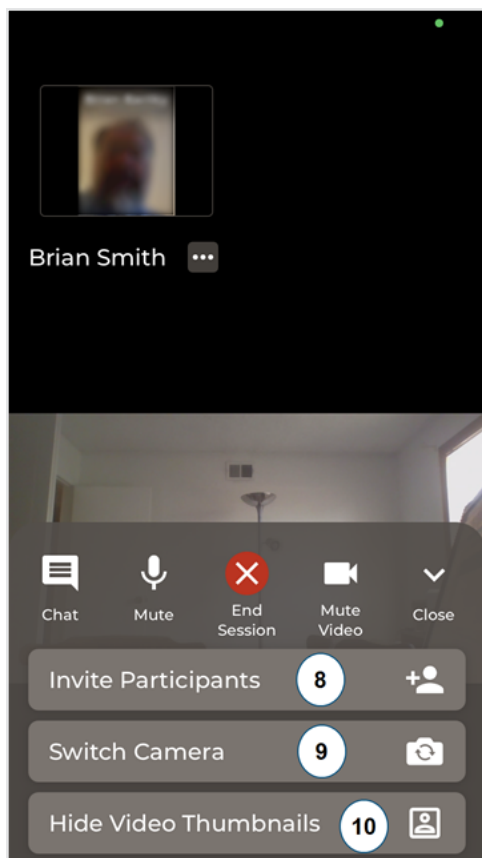 Brian Smith
Chat
Mute
End
Session
Mute
Video
Close
Invite Participants 8
Switch Camera 9
Hide Video Thumbnails 10